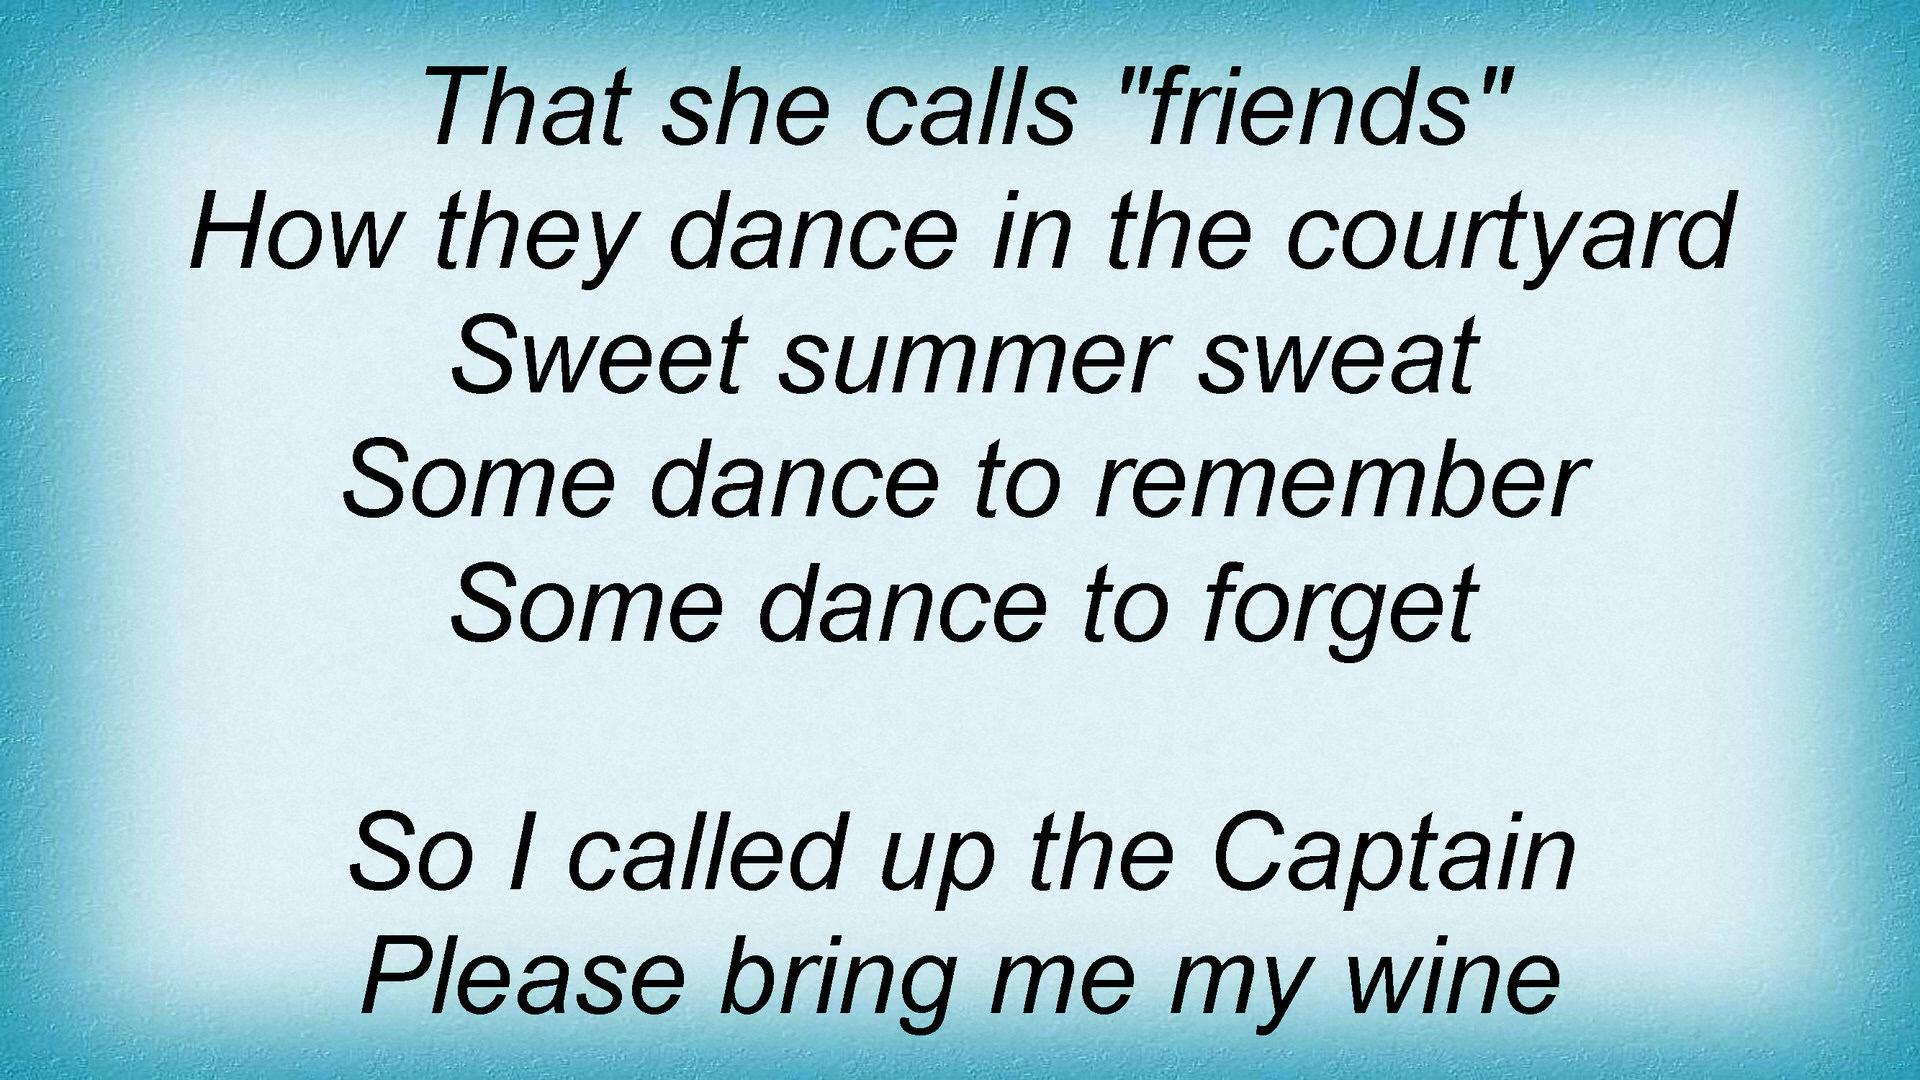 That she calls "friends"
How they dance in the courtyard
Sweet summer sweat
Some dance to remember
Some dance to forget
So I called up the Captain
Please bring me my wine